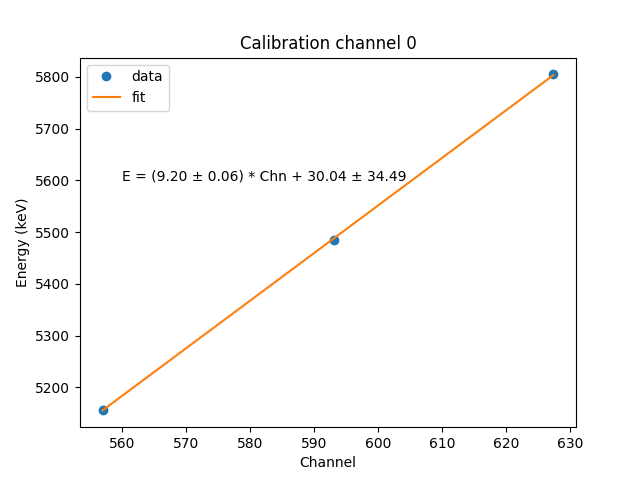 Calibration channel 0
data
fit
E = (9.20 ± 0.06) * Chn + 30.04 ± 34.49
Energy (keV)
5800
5700
5600
5500
5400
5300
5200
560 570 580 590 600 610 620 630
Channel